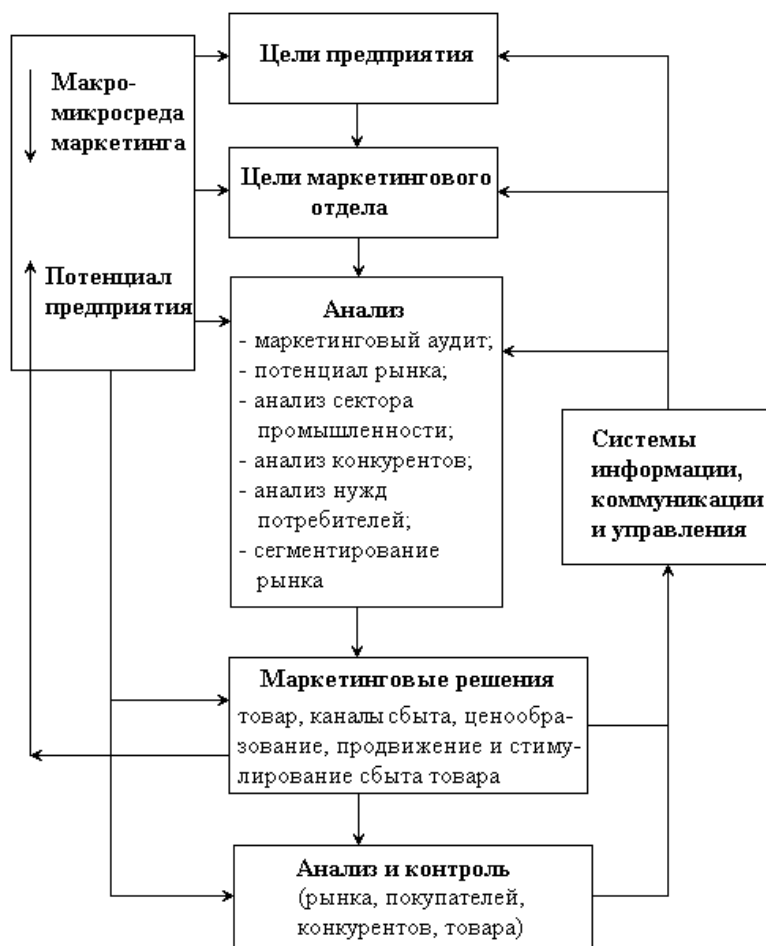 Цели предприятия
Макро-
микросреда
маркетинга
Цели маркетингового
отдела
Потенциал
предприятия
Анализ
- маркетинговый аудит;
- потенциал рынка;
- анализ сектора
промышленности;
- анализ конкурентов;
- анализ нужд
потребителей;
- сегментирование
рынка
Системы
информации,
коммуникации
и управления
Маркетинговые решения
товар, каналы сбыта, ценообра-
зование, продвижение и стиму-
лирование сбыта товара
Анализ и контроль
(рынка, покупателей,
конкурентов, товара)